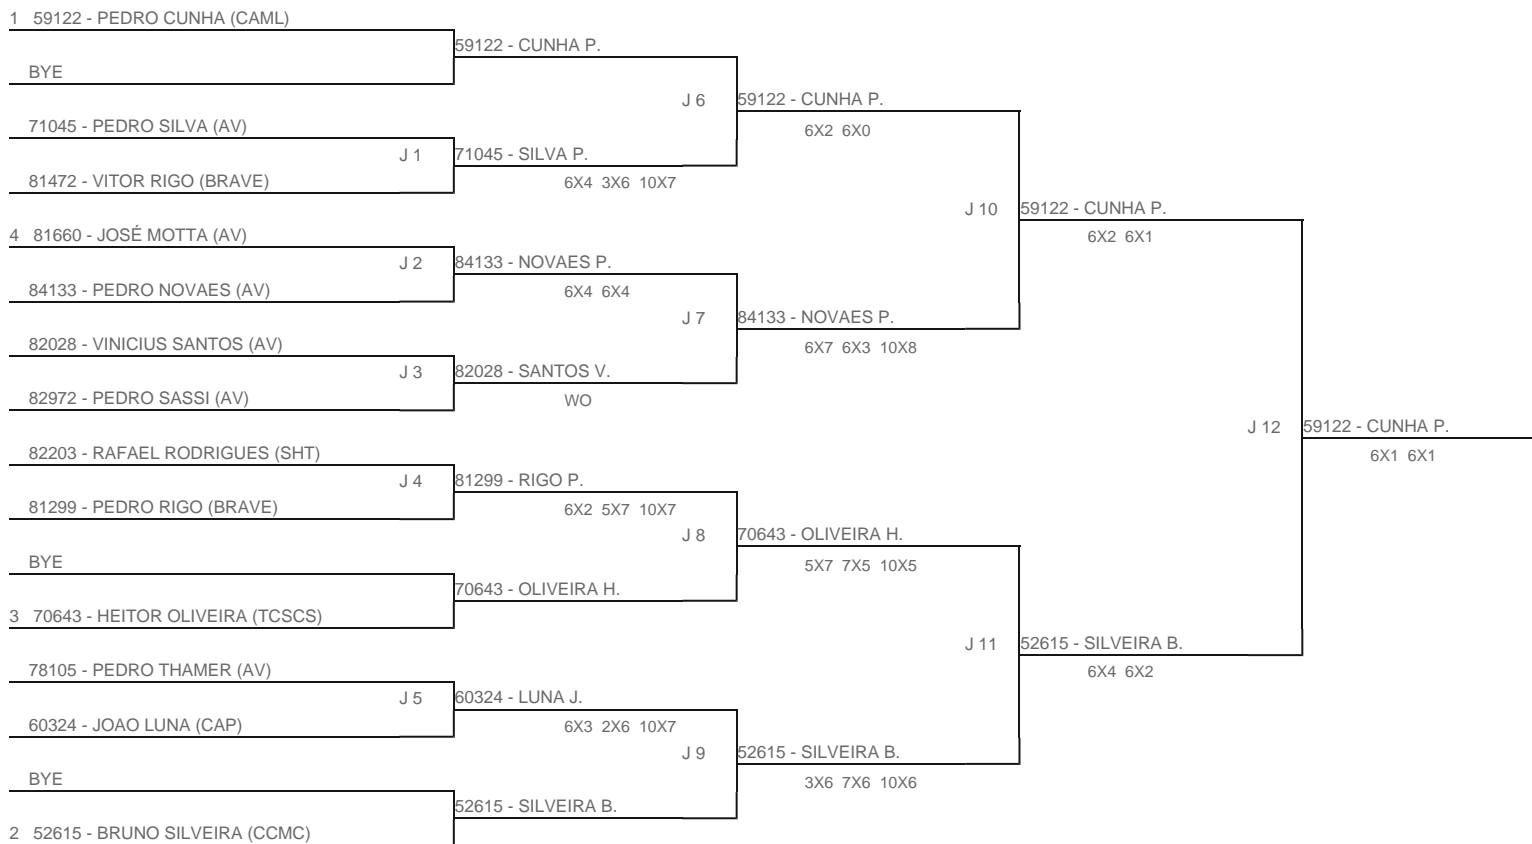 1 59122 - PEDRO CUNHA (CAML)
59122 - CUNHA P.
BYE
J 6
59122 - CUNHA P.
6X2 6X0
71045 - PEDRO SILVA (AV)
J 1
71045 - SILVA P.
6X4 3X6 10X7
81472 - VITOR RIGO (BRAVE)
J 10
59122 - CUNHA P.
6X2 6X1
4 81660 - JOSÉ MOTTA (AV)
J 2
84133 - NOVAES P.
6X4 6X4
84133 - PEDRO NOVAES (AV)
J 7
84133 - NOVAES P.
6X7 6X3 10X8
82028 - VINICIUS SANTOS (AV)
J 3
82028 - SANTOS V.
WO
82972 - PEDRO SASSI (AV)
J 12
59122 - CUNHA P.
6X1 6X1
82203 - RAFAEL RODRIGUES (SHT)
J 4
81299 - RIGO P.
6X2 5X7 10X7
81299 - PEDRO RIGO (BRAVE)
J 8
70643 - OLIVEIRA H.
5X7 7X5 10X5
BYE
70643 - OLIVEIRA H.
3 70643 - HEITOR OLIVEIRA (TCSCS)
J 11
52615 - SILVEIRA B.
6X4 6X2
78105 - PEDRO THAMER (AV)
J 5
60324 - LUNA J.
6X3 2X6 10X7
60324 - JOAO LUNA (CAP)
J 9
52615 - SILVEIRA B.
3X6 7X6 10X6
BYE
52615 - SILVEIRA B.
2 52615 - BRUNO SILVEIRA (CCMC)